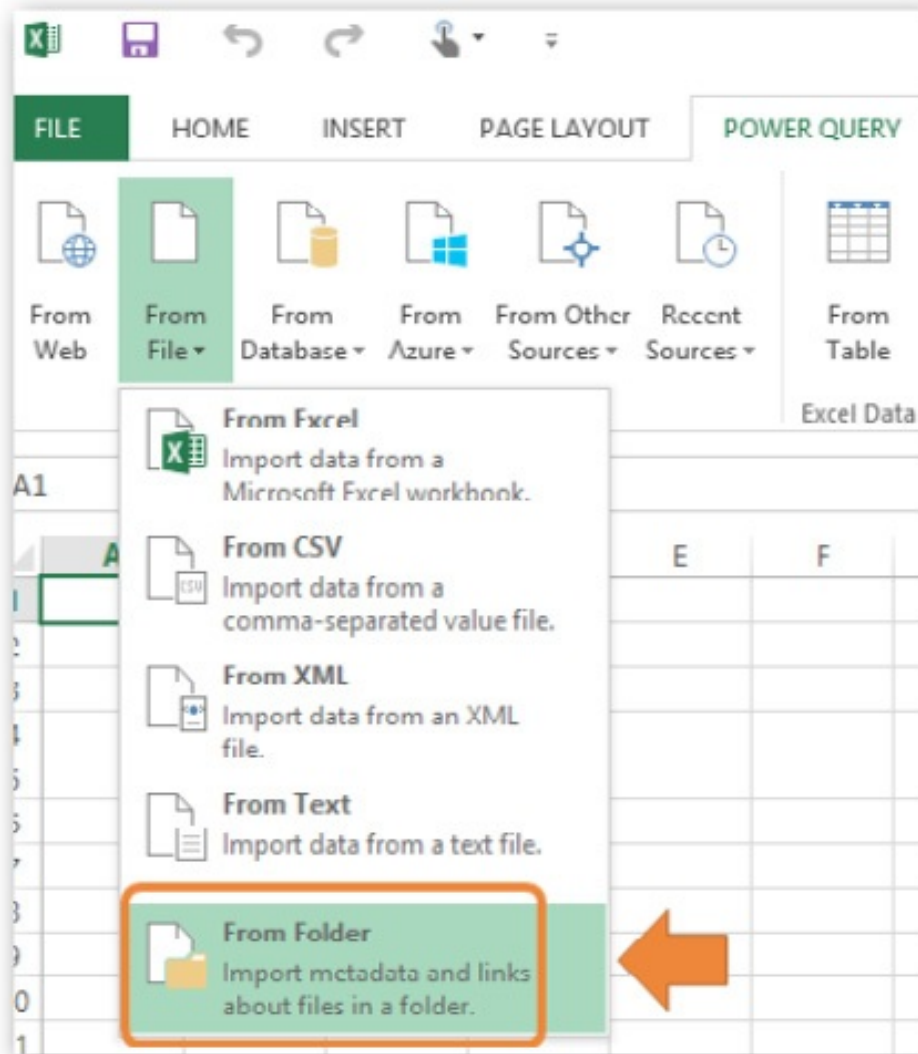 FILE HOME INSERT PAGE LAYOUT POWER QUERY
From Web
From File
From Database
From Azure
From Other Sources
Recent Sources
From Table
Excel Data
From Excel
Import data from a
Microsoft Excel workbook.
A1
From CSV
Import data from a
comma-separated value file.
CSV
A E F
From XML
Import data from an XML
file.
From Text
Import data from a text file.
From Folder
Import metadata and links
about files in a folder.